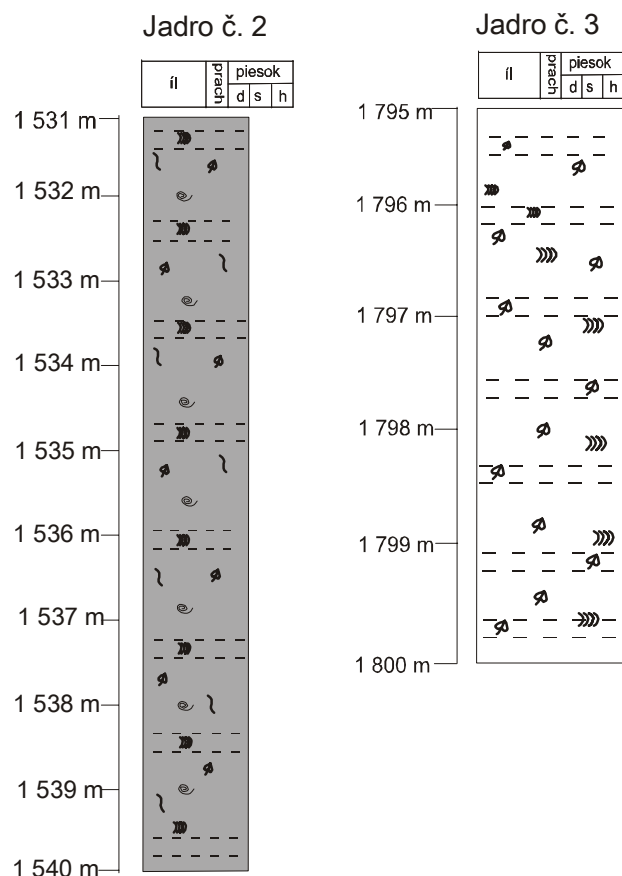 Jadro č. 2
íl
prach
piesok
d s h
1 531 m
1 532 m
1 533 m
1 534 m
1 535 m
1 536 m
1 537 m
1 538 m
1 539 m
1 540 m
Jadro č. 3
íl
prach
piesok
d s h
1 795 m
1 796 m
1 797 m
1 798 m
1 799 m
1 800 m